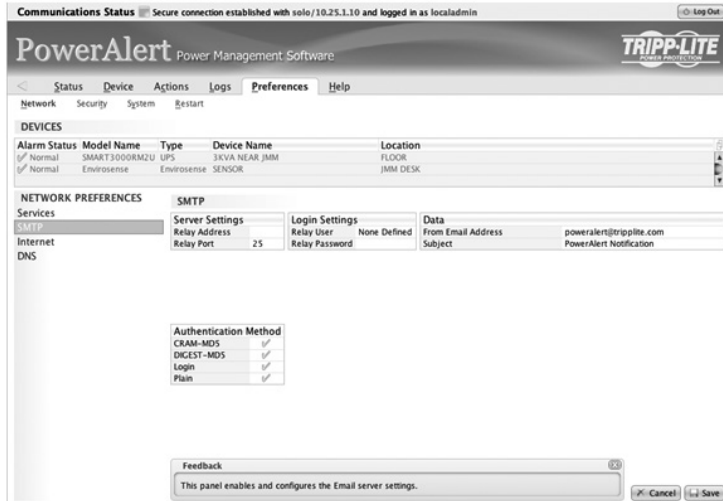 Communications Status Secure connection established with solo/10.25.1.10 and logged in as localadmin Log Out
PowerAlert Power Management Software TRIPP-LITE
POWER PROTECTION
Status Device Actions Logs Preferences Help
Network Security System Restart
DEVICES
Alarm Status Model Name Type Device Name Location
Normal SMART3000RM2U UPS 3KVA NEAR JMM FLOOR
Normal Envirosense Envirosense SENSOR JMM DESK
NETWORK PREFERENCES SMTP
Services
SMTP
Internet
DNS
Server Settings Login Settings Data
Relay Address Relay User None Defined From Email Address poweralert@tripplite.com
Relay Port 25 Relay Password Subject PowerAlert Notification
Authentication Method
CRAM-MD5
DIGEST-MD5
Login
Plain
Feedback
This panel enables and configures the Email server settings.
Cancel Save